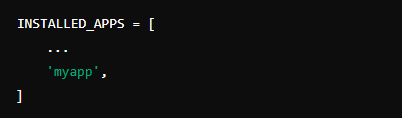 INSTALLED_APPS = [
    ...
    'myapp',
]